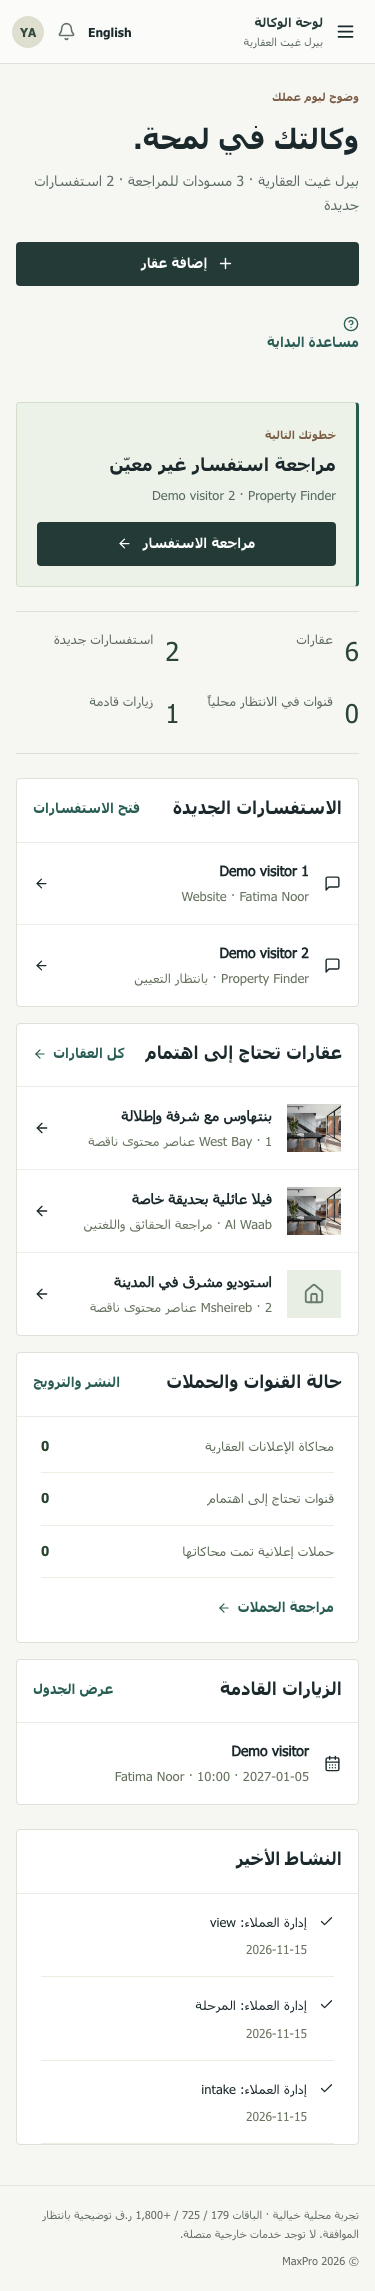 لوحة الوكالة
بيرل غيت العقارية
English
YA
وضوح ليوم عملك
وكالتك في لمحة.
بيرل غيت العقارية · 3 مسودات للمراجعة · 2 استفسارات
جديدة
إضافة عقار
مساعدة البداية
خطوتك التالية
مراجعة استفسار غير معيّن
Demo visitor 2 · Property Finder
مراجعة الاستفسار
6 عقارات
2 استفسارات جديدة
0 قنوات في الانتظار محلياً
1 زيارات قادمة
الاستفسارات الجديدة
فتح الاستفسارات
Demo visitor 1
Website · Fatima Noor
Demo visitor 2
Property Finder · بانتظار التعيين
عقارات تحتاج إلى اهتمام
كل العقارات
بنتهاوس مع شرفة وإطلالة
West Bay · 1 عناصر محتوى ناقصة
فيلا عائلية بحديقة خاصة
Al Waab · مراجعة الحقائق واللغتين
استوديو مشرق في المدينة
Msheireb · 2 عناصر محتوى ناقصة
حالة القنوات والحملات
النشر والترويج
محاكاة الإعلانات العقارية 0
قنوات تحتاج إلى اهتمام 0
حملات إعلانية تمت محاكاتها 0
مراجعة الحملات
الزيارات القادمة
عرض الجدول
Demo visitor
2027-01-05 · 10:00 · Fatima Noor
النشاط الأخير
إدارة العملاء: view
2026-11-15
إدارة العملاء: المرحلة
2026-11-15
إدارة العملاء: intake
2026-11-15
تجربة محلية خيالية · الباقات 179 / 725 / +1,800 ر.ق توضيحية بانتظار
الموافقة. لا توجد خدمات خارجية متصلة.
© 2026 MaxPro